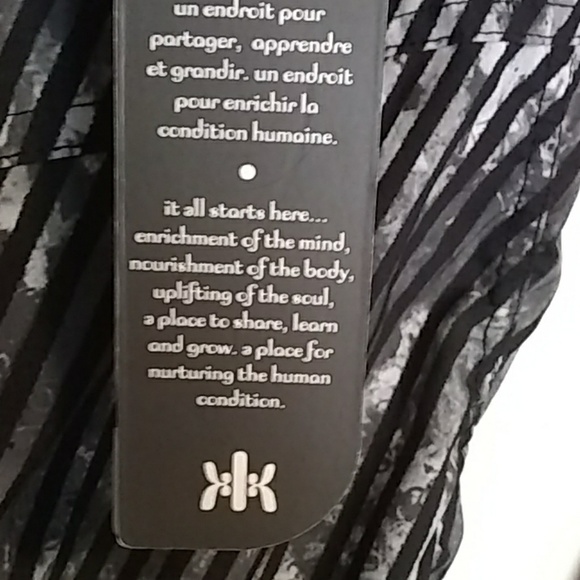 un endroit pour
partager, apprendre
et grandir. un endroit
pour enrichir la
condition humaine.
it all starts here...
enrichment of the mind,
nourishment of the body,
uplifting of the soul,
a place to share, learn
and grow. a place for
nurturing the human
condition.